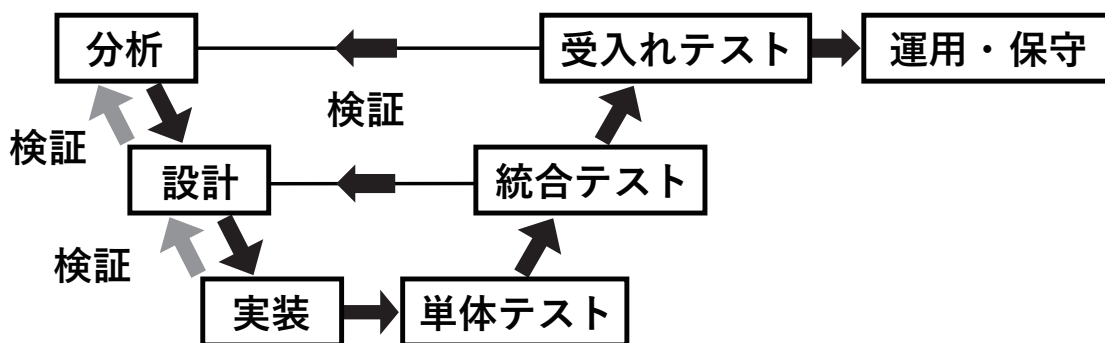 分析
受入れテスト
運用・保守
検証
検証
設計
統合テスト
検証
実装
単体テスト